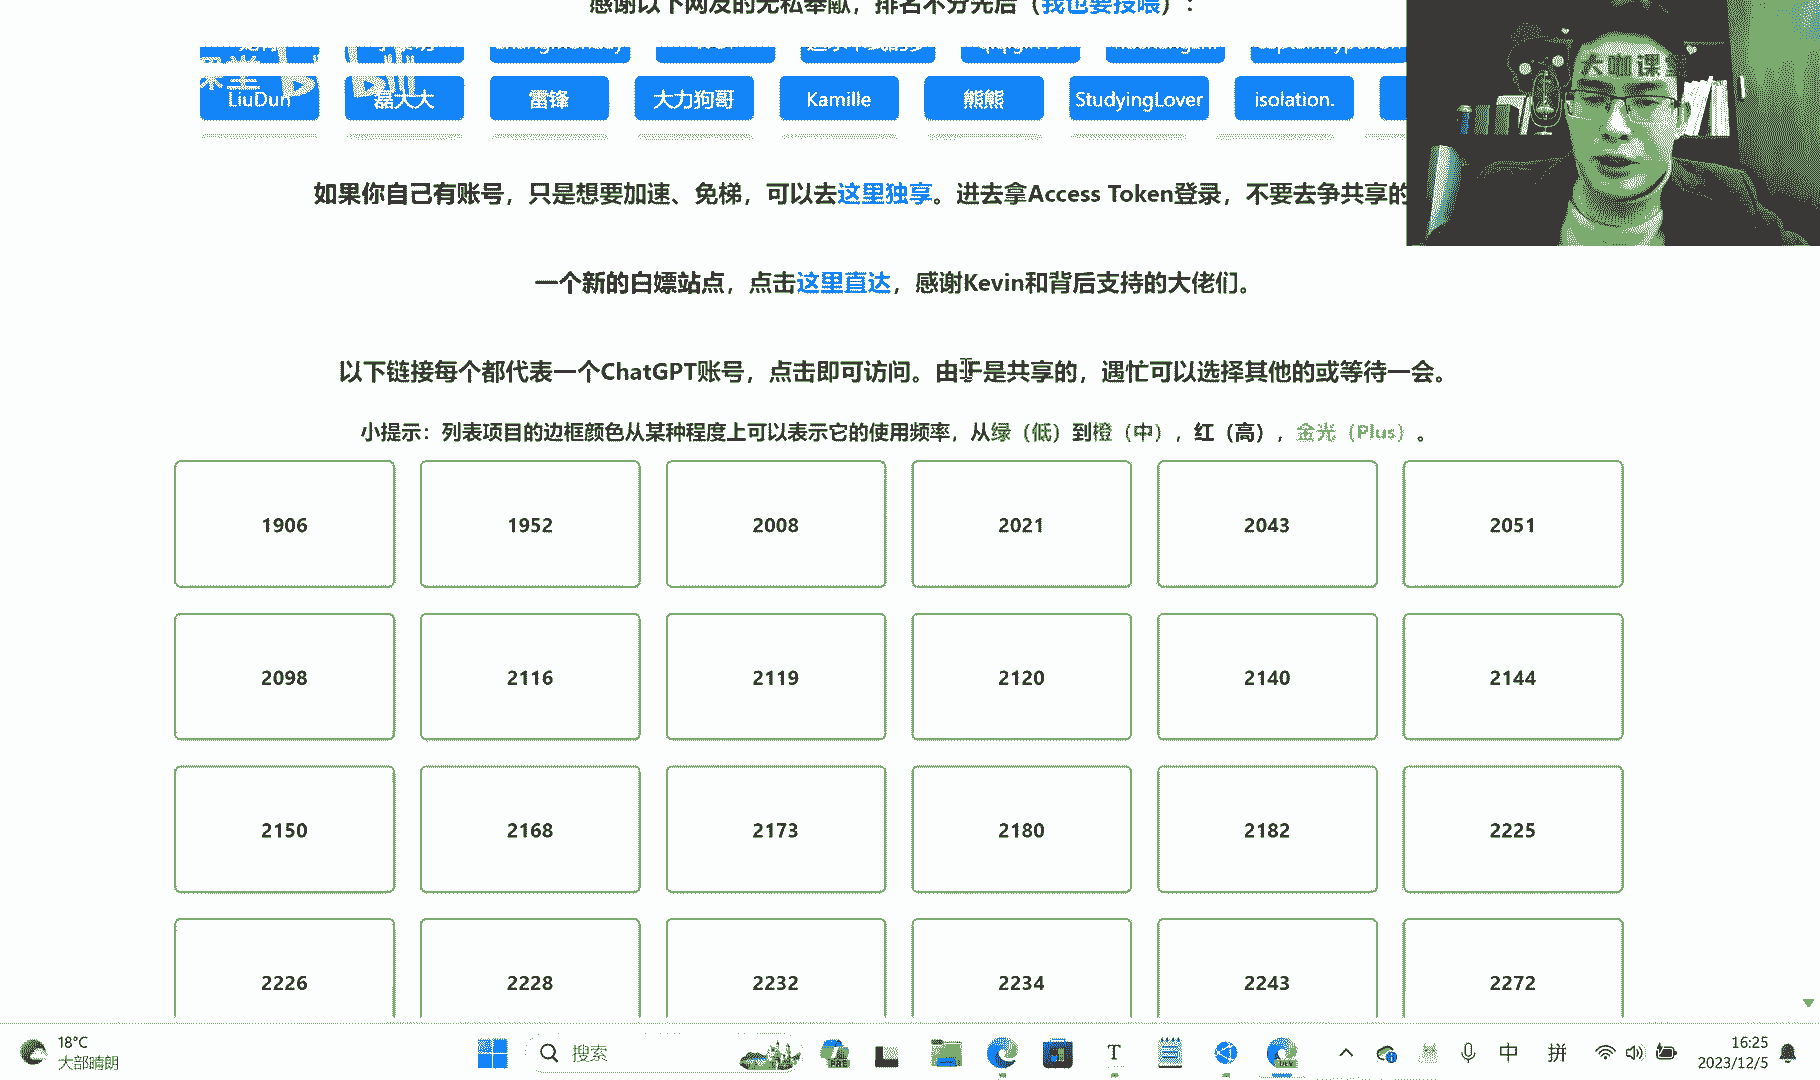 感谢以下网友的无私奉献，排名不分先后（我也要投喂）：
课堂
LiuDun 磊大大 雷锋 大力狗哥 Kamille 熊熊 StudyingLover isolation.
如果你自己有账号，只是想要加速、免梯，可以去这里独享。进去拿Access Token登录，不要去争共享的
一个新的白嫖站点，点击这里直达，感谢Kevin和背后支持的大佬们。
以下链接每个都代表一个ChatGPT账号，点击即可访问。由于是共享的，遇忙可以选择其他的或等待一会。
小提示：列表项目的边框颜色从某种程度上可以表示它的使用频率，从绿（低）到橙（中），红（高），金光（Plus）。
1906 1952 2008 2021 2043 2051
2098 2116 2119 2120 2140 2144
2150 2168 2173 2180 2182 2225
2226 2228 2232 2234 2243 2272
18°C
大部晴朗
搜索
PRE
T
DEV
中 拼
16:25
2023/12/5